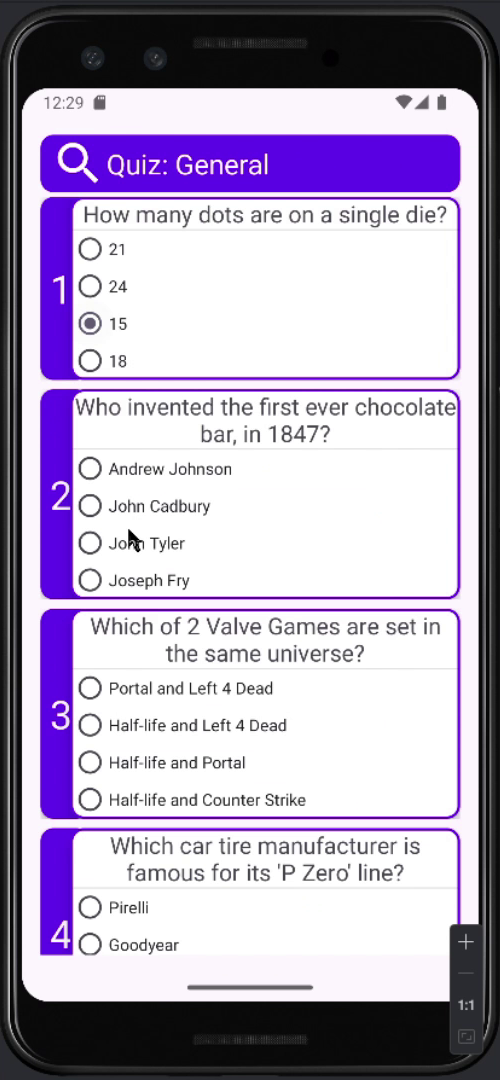 12:29
Quiz: General
How many dots are on a single die?
1
21
24
15
18
Who invented the first ever chocolate
bar, in 1847?
2
Andrew Johnson
John Cadbury
John Tyler
Joseph Fry
Which of 2 Valve Games are set in
the same universe?
3
Portal and Left 4 Dead
Half-life and Left 4 Dead
Half-life and Portal
Half-life and Counter Strike
Which car tire manufacturer is
famous for its 'P Zero' line?
4
Pirelli
Goodyear
1:1